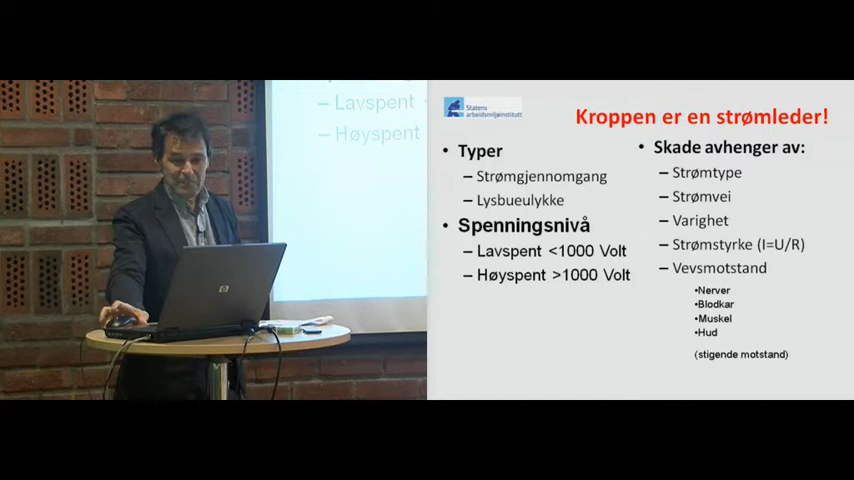 – Lavspent
– Høyspent
hp
Statens
arbeidsmiljøinstitutt
Kroppen er en strømleder!
• Typer
– Strømgjennomgang
– Lysbueulykke
• Spenningsnivå
– Lavspent <1000 Volt
– Høyspent >1000 Volt
• Skade avhenger av:
– Strømtype
– Strømvei
– Varighet
– Strømstyrke (I=U/R)
– Vevsmotstand
•Nerver
•Blodkar
•Muskel
•Hud
(stigende motstand)